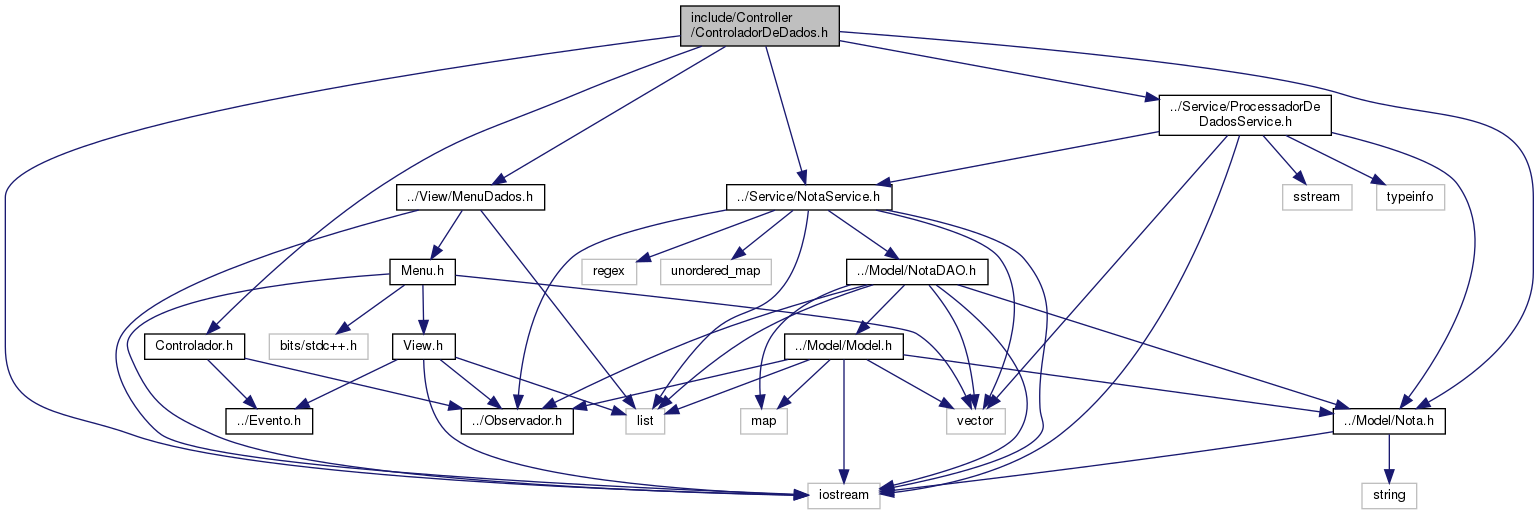 include/Controller
/ControladorDeDados.h
../Service/ProcessadorDe
DadosService.h
../View/MenuDados.h
../Service/NotaService.h
sstream
typeinfo
Menu.h
regex
unordered_map
../Model/NotaDAO.h
Controlador.h
bits/stdc++.h
View.h
../Model/Model.h
../Evento.h
../Observador.h
list
map
vector
../Model/Nota.h
iostream
string